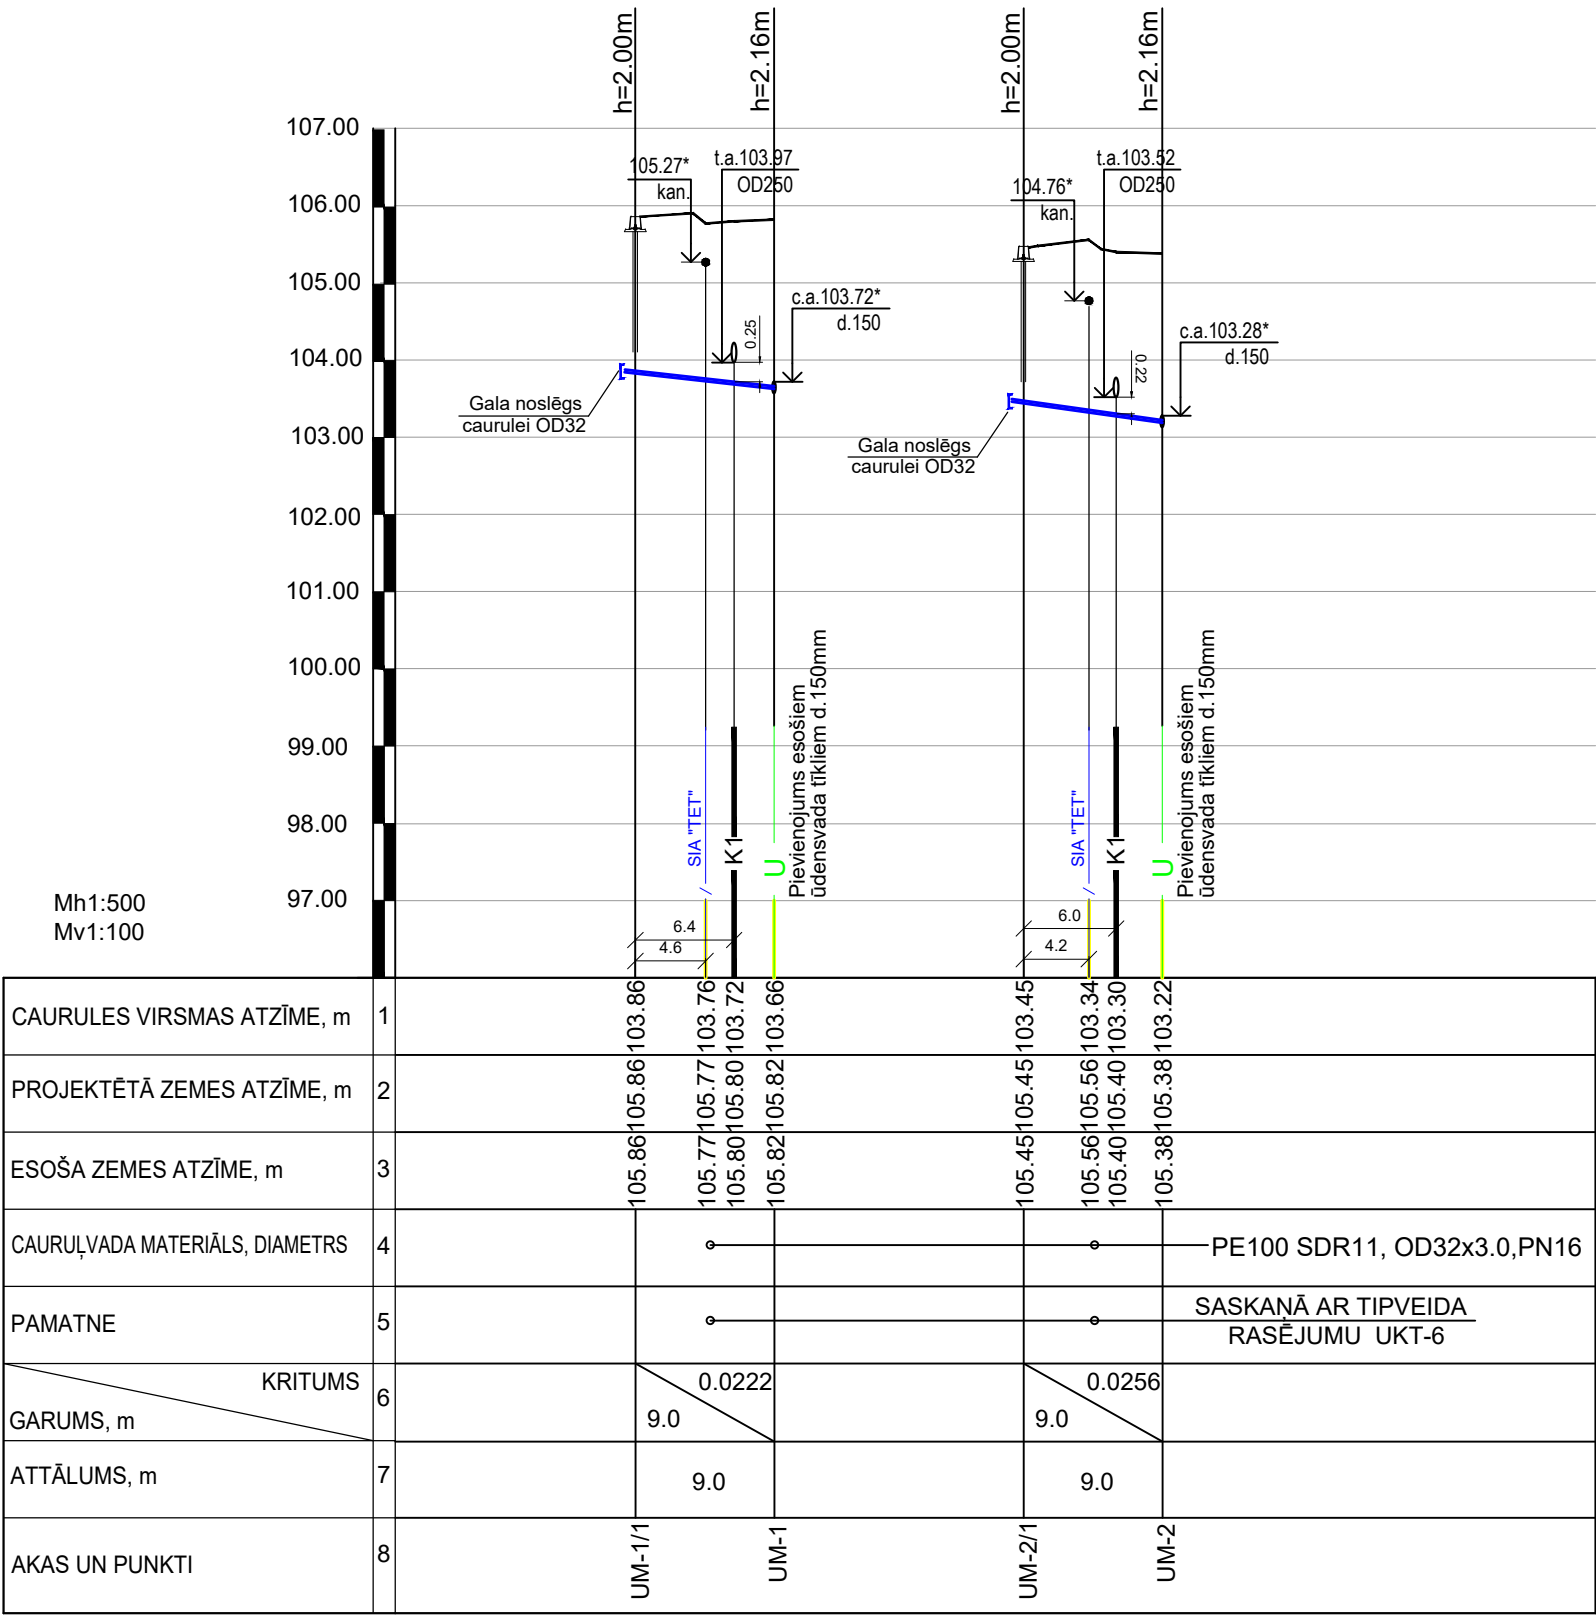 h=2.00m
h=2.16m
h=2.00m
h=2.16m
107.00
106.00
105.00
104.00
103.00
102.00
101.00
100.00
99.00
98.00
97.00
105.27*
kan.
t.a.103.97
OD250
c.a.103.72*
d.150
0.25
Gala noslēgs
caurulei OD32
104.76*
kan.
t.a.103.52
OD250
c.a.103.28*
d.150
0.22
Gala noslēgs
caurulei OD32
SIA "TET"
/
K1
U
Pievienojums esošiem
ūdensvada tīkliem d.150mm
SIA "TET"
/
K1
U
Pievienojums esošiem
ūdensvada tīkliem d.150mm
Mh1:500
Mv1:100
6.4
4.6
6.0
4.2
CAURULES VIRSMAS ATZĪME, m 1 103.86 103.76 103.72 103.66 103.45 103.34 103.30 103.22
PROJEKTĒTĀ ZEMES ATZĪME, m 2 105.86 105.77 105.80 105.82 105.45 105.56 105.40 105.38
ESOŠA ZEMES ATZĪME, m 3 105.86 105.77 105.80 105.82 105.45 105.56 105.40 105.38
CAURUĻVADA MATERIĀLS, DIAMETRS 4 PE100 SDR11, OD32x3.0,PN16
PAMATNE 5 SASKAŅĀ AR TIPVEIDA
RASĒJUMU UKT-6
KRITUMS 6 0.0222 0.0256
GARUMS, m 9.0 9.0
ATTĀLUMS, m 7 9.0 9.0
AKAS UN PUNKTI 8 UM-1/1 UM-1 UM-2/1 UM-2